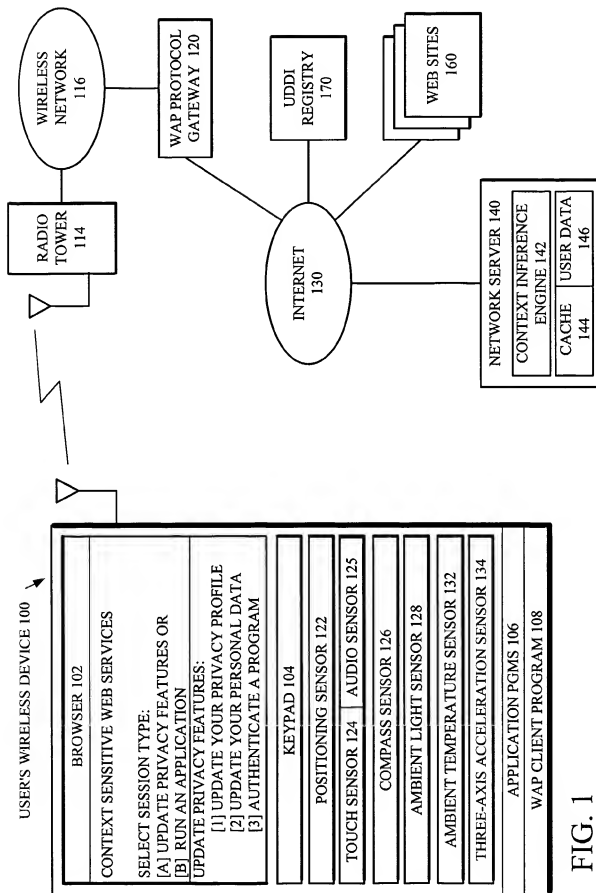 USER'S WIRELESS DEVICE 100
BROWSER 102
CONTEXT SENSITIVE WEB SERVICES
SELECT SESSION TYPE:
[A] UPDATE PRIVACY FEATURES OR
[B] RUN AN APPLICATION
UPDATE PRIVACY FEATURES:
[1] UPDATE YOUR PRIVACY PROFILE
[2] UPDATE YOUR PERSONAL DATA
[3] AUTHENTICATE A PROGRAM
KEYPAD 104
POSITIONING SENSOR 122
TOUCH SENSOR 124
AUDIO SENSOR 125
COMPASS SENSOR 126
AMBIENT LIGHT SENSOR 128
AMBIENT TEMPERATURE SENSOR 132
THREE-AXIS ACCELERATION SENSOR 134
APPLICATION PGMS 106
WAP CLIENT PROGRAM 108
RADIO
TOWER
114
WIRELESS
NETWORK
116
WAP PROTOCOL
GATEWAY 120
INTERNET
130
UDDI
REGISTRY
170
WEB SITES
160
NETWORK SERVER 140
CONTEXT INFERENCE
ENGINE 142
CACHE
144
USER DATA
146
FIG. 1